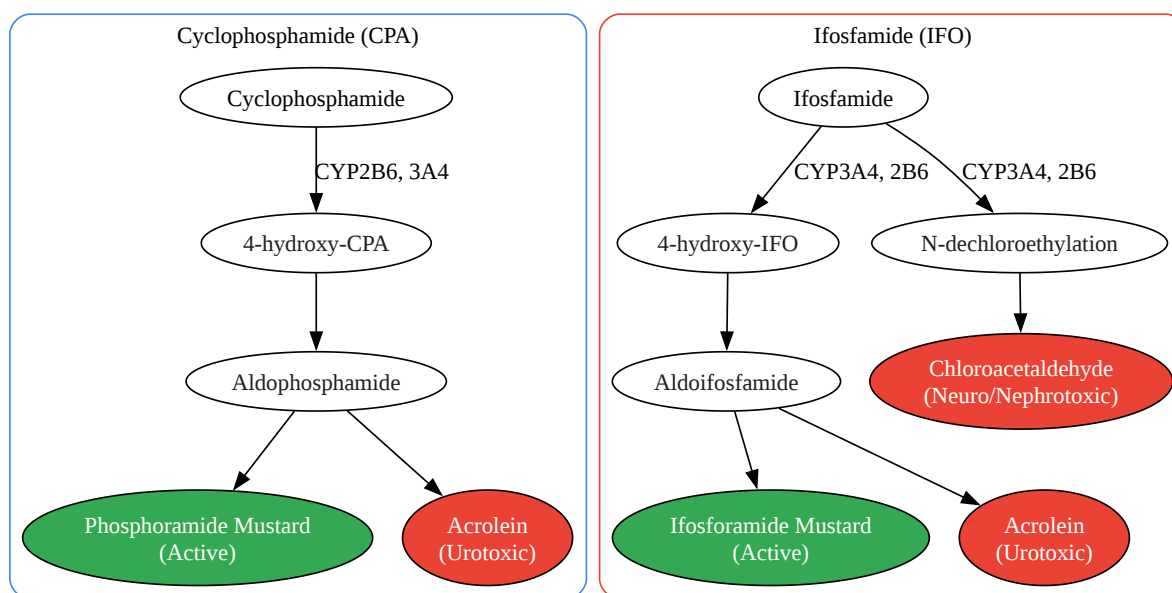 Cyclophosphamide (CPA)
Cyclophosphamide
CYP2B6, 3A4
4-hydroxy-CPA
Aldophosphamide
Phosphoramide Mustard
(Active)
Acrolein
(Urotoxic)
Ifosfamide (IFO)
Ifosfamide
CYP3A4, 2B6
CYP3A4, 2B6
4-hydroxy-IFO
N-dechloroethylation
Aldoifosfamide
Chloroacetaldehyde
(Neuro/Nephrotoxic)
Ifosforamide Mustard
(Active)
Acrolein
(Urotoxic)